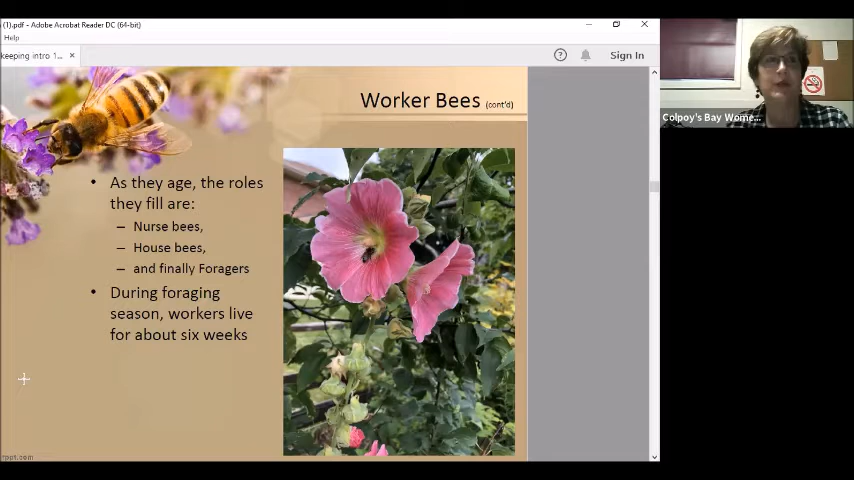 (1).pdf - Adobe Acrobat Reader DC (64-bit)
Help
keeping intro 1... ×
? Sign In
Worker Bees (cont'd)
Colpoy's Bay Wome...
• As they age, the roles
they fill are:
– Nurse bees,
– House bees,
– and finally Foragers
• During foraging
season, workers live
for about six weeks
rppt.com